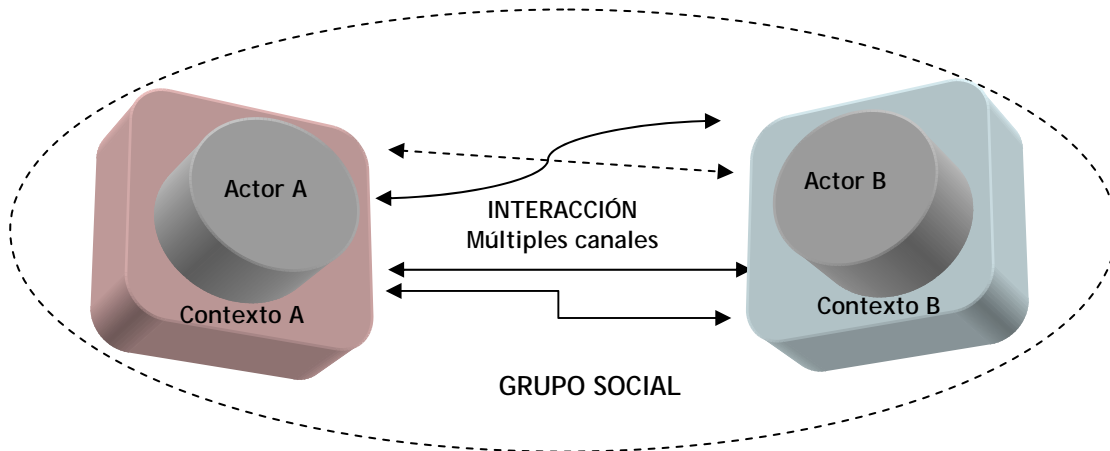 Actor A
Actor B
INTERACCIÓN
Múltiples canales
Contexto A
Contexto B
GRUPO SOCIAL